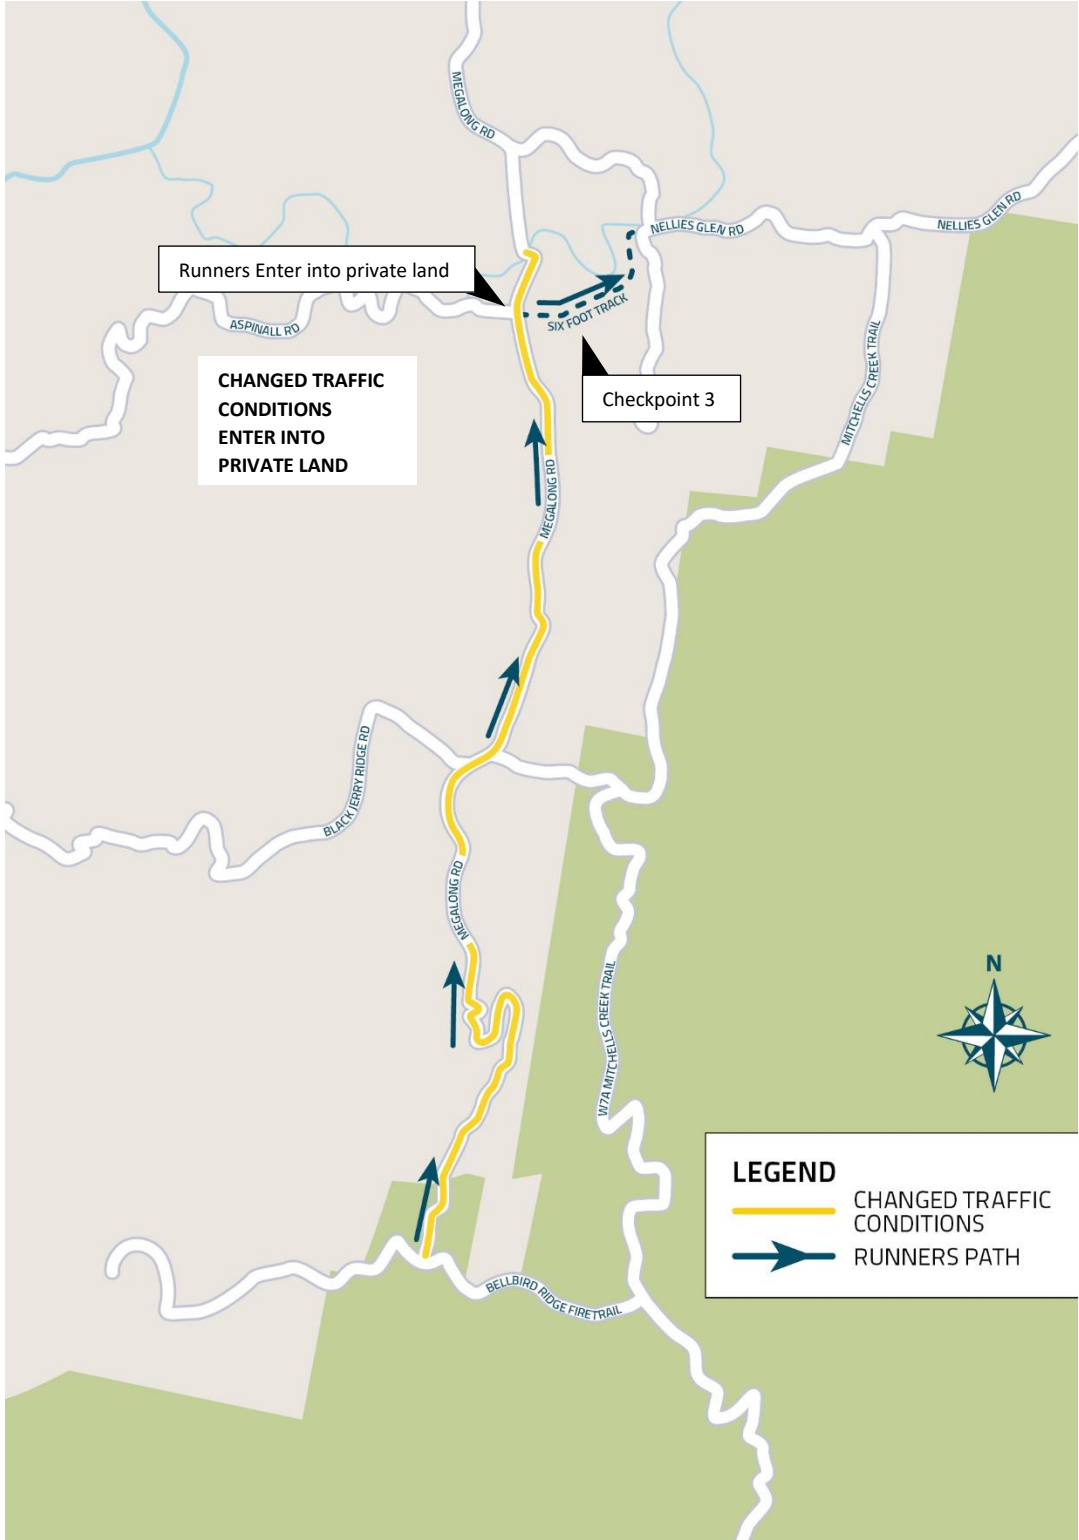 MEGALONG RD
NELLIES GLEN RD
NELLIES GLEN RD
Runners Enter into private land
SIX FOOT TRACK
ASPINALL RD
CHANGED TRAFFIC
CONDITIONS
ENTER INTO
PRIVATE LAND
Checkpoint 3
MITCHELLS CREEK TRAIL
MEGALONG RD
BLACK JERRY RIDGE RD
MEGALONG RD
W7A MITCHELLS CREEK TRAIL
N
BELLBIRD RIDGE FIRETRAIL
LEGEND
CHANGED TRAFFIC
CONDITIONS
RUNNERS PATH